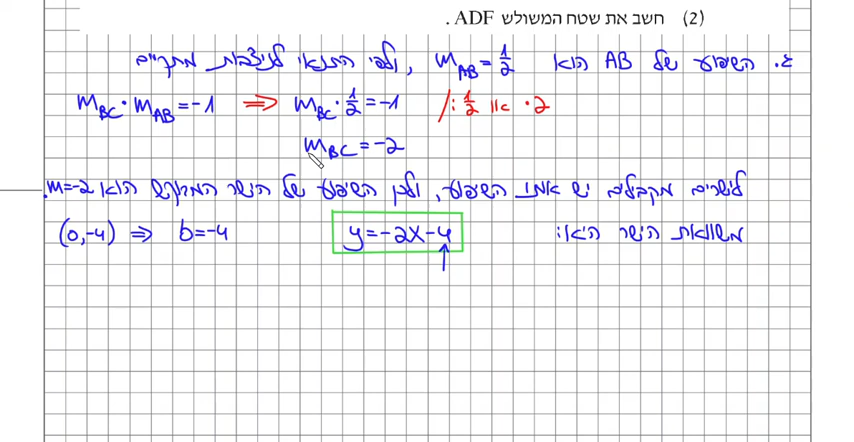 (2) חשב את שטח המשולש ADF.
ג. השיפוע של AB הוא m_AB = 1/2 , ולפי התנאי לניצבות מתקיים
m_BC · m_AB = -1 ⇒ m_BC · 1/2 = -1 /: 1/2 או ·2
m_BC = -2
לישרים מקבילים יש אותו השיפוע, ולכן השיפוע של הישר המבוקש הוא m=-2.
משוואת הישר היא: y = -2x - 4 (0,-4) ⇒ b = -4